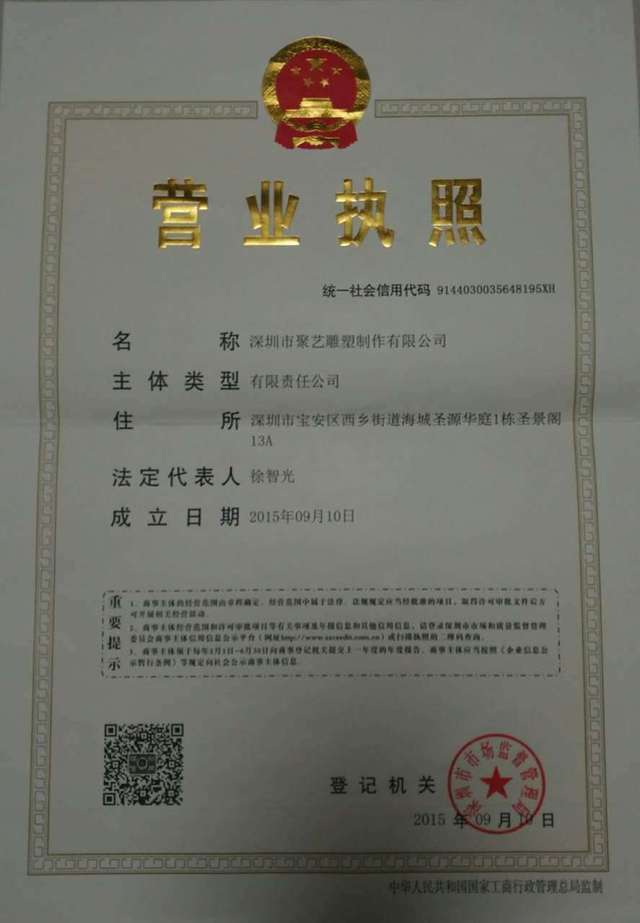 营业执照
统一社会信用代码 9144030035648195XH
名称 深圳市聚艺雕塑制作有限公司
主体类型 有限责任公司
住所 深圳市宝安区西乡街道海城圣源华庭1栋圣景阁
13A
法定代表人 徐智光
成立日期 2015年09月10日
重要提示
1、商事主体的经营范围由章程确定。经营范围中属于法律、法规规定应当经批准的项目，取得许可审批文件后方
可开展相关经营活动。
2、商事主体经营范围和许可审批项目等有关事项及年报信息和其他信用信息，请登录深圳市市场和质量监督管理
委员会商事主体信用信息公示平台（网址http://www.szcredit.com.cn）或扫描执照的二维码查询。
3、商事主体须于每年1月1日-6月30日向商事登记机关提交上一年度的年度报告。商事主体应当按照《企业信息公
示暂行条例》等规定向社会公示商事主体信息。
登记机关
深圳市市场监督管理局
2015 年 09 月 10 日
中华人民共和国国家工商行政管理总局监制